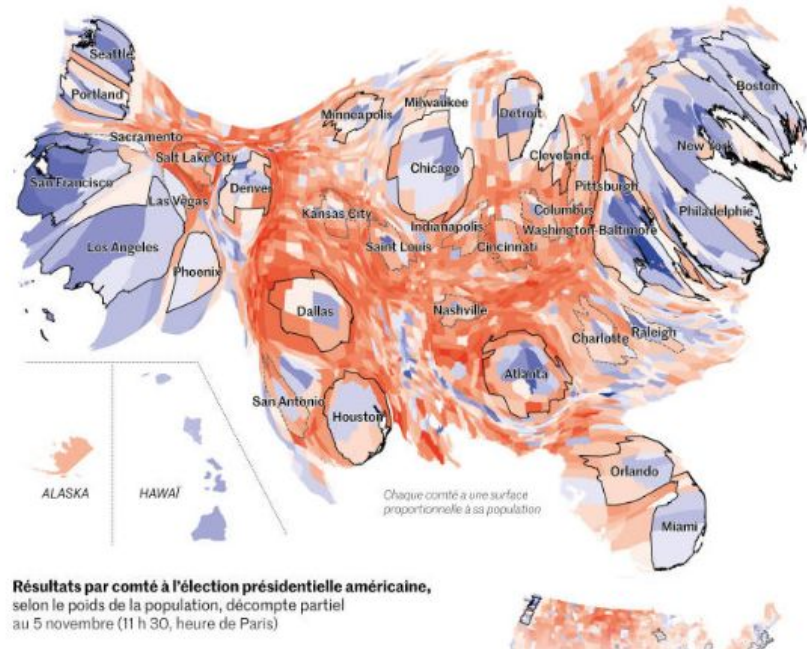 Seattle
Portland
Sacramento
San Francisco
Salt Lake City
Las Vegas
Denver
Los Angeles
Phoenix
Minneapolis
Milwaukee
Chicago
Detroit
Cleveland
Boston
New York
Pittsburgh
Philadelphie
Kansas City
Columbus
Indianapolis
Saint Louis
Cincinnati
Washington-Baltimore
Dallas
Nashville
Charlotte
Raleigh
Atlanta
San Antonio
Houston
Orlando
Miami
ALASKA
HAWAÏ
Chaque comté a une surface
proportionnelle à sa population
Résultats par comté à l'élection présidentielle américaine,
selon le poids de la population, décompte partiel
au 5 novembre (11 h 30, heure de Paris)